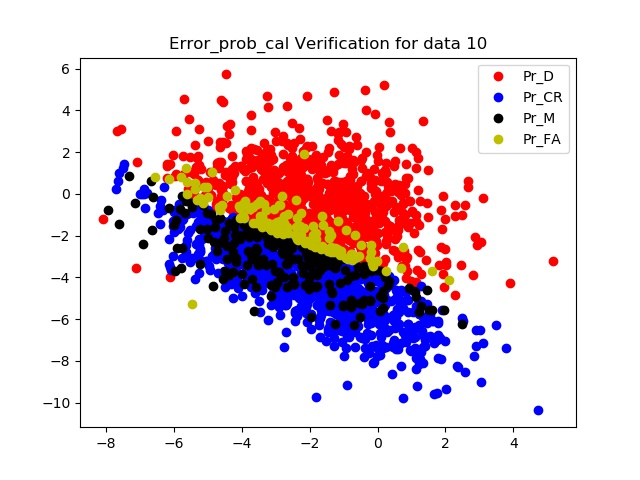 Error_prob_cal Verification for data 10
Pr_D
Pr_CR
Pr_M
Pr_FA
6
4
2
0
−2
−4
−6
−8
−10
−8 −6 −4 −2 0 2 4